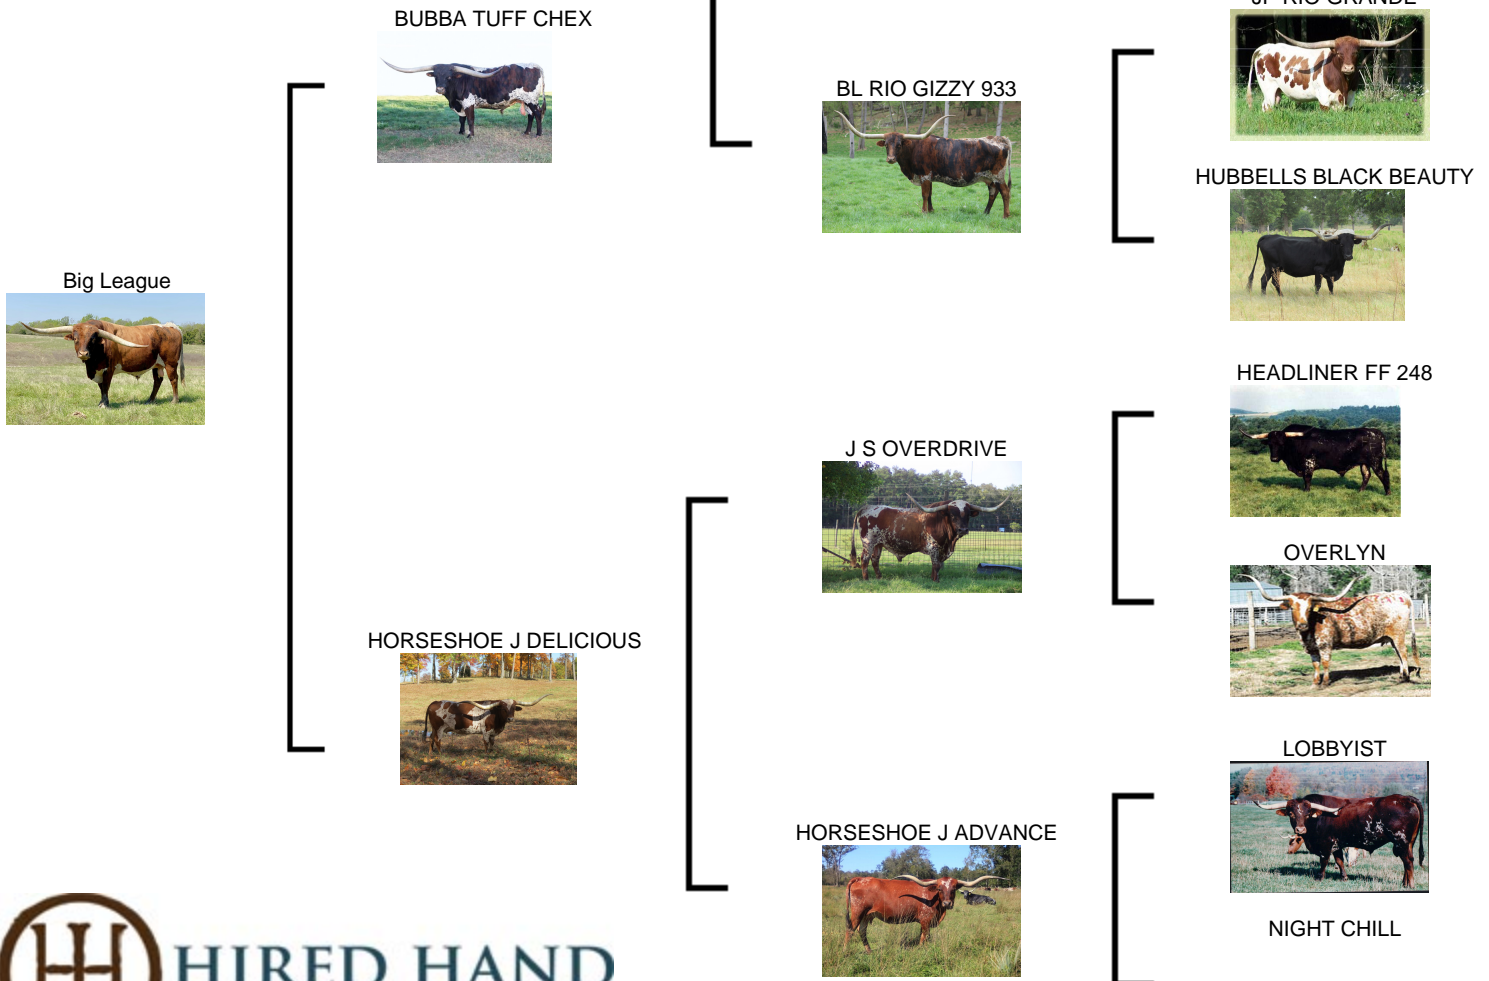 BUBBA TUFF CHEX
BL RIO GIZZY 933
HUBBELLS BLACK BEAUTY
Big League
HEADLINER FF 248
J S OVERDRIVE
OVERLYN
HORSESHOE J DELICIOUS
LOBBYIST
HORSESHOE J ADVANCE
NIGHT CHILL
HIRED HAND